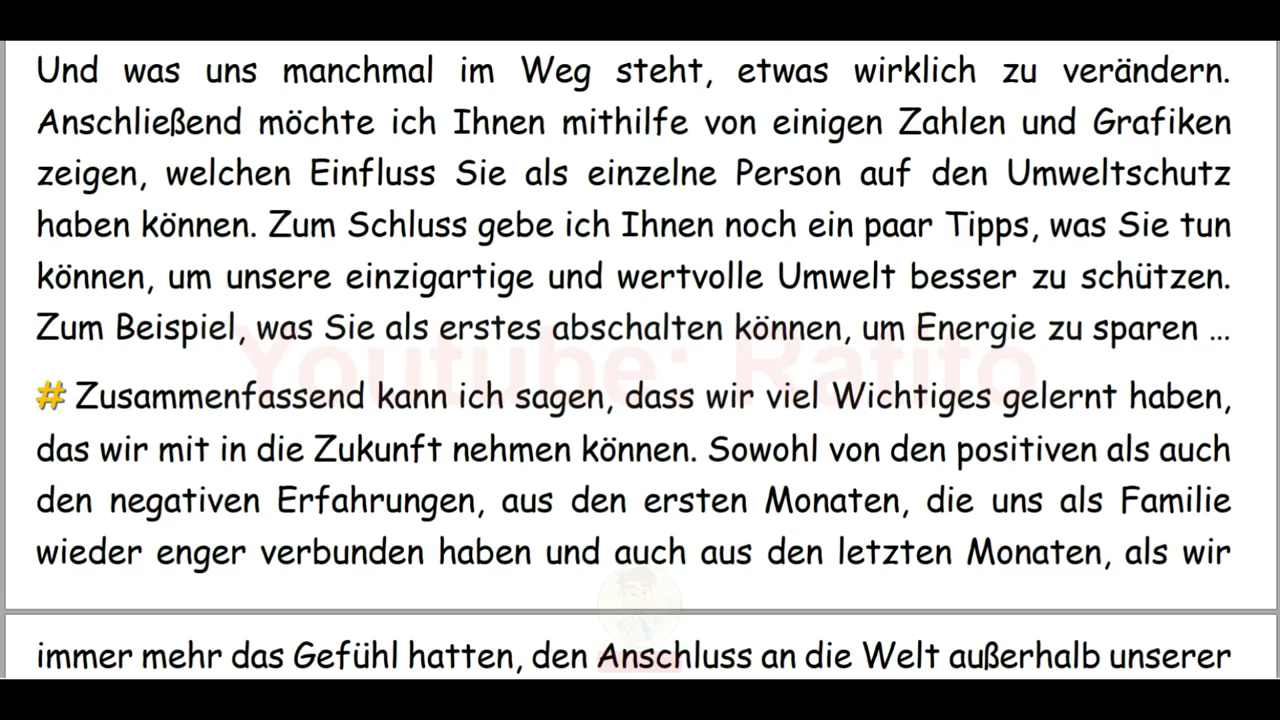 Und was uns manchmal im Weg steht, etwas wirklich zu verändern.
Anschließend möchte ich Ihnen mithilfe von einigen Zahlen und Grafiken
zeigen, welchen Einfluss Sie als einzelne Person auf den Umweltschutz
haben können. Zum Schluss gebe ich Ihnen noch ein paar Tipps, was Sie tun
können, um unsere einzigartige und wertvolle Umwelt besser zu schützen.
Zum Beispiel, was Sie als erstes abschalten können, um Energie zu sparen ...
Youtube: Ratito
# Zusammenfassend kann ich sagen, dass wir viel Wichtiges gelernt haben,
das wir mit in die Zukunft nehmen können. Sowohl von den positiven als auch
den negativen Erfahrungen, aus den ersten Monaten, die uns als Familie
wieder enger verbunden haben und auch aus den letzten Monaten, als wir
immer mehr das Gefühl hatten, den Anschluss an die Welt außerhalb unserer